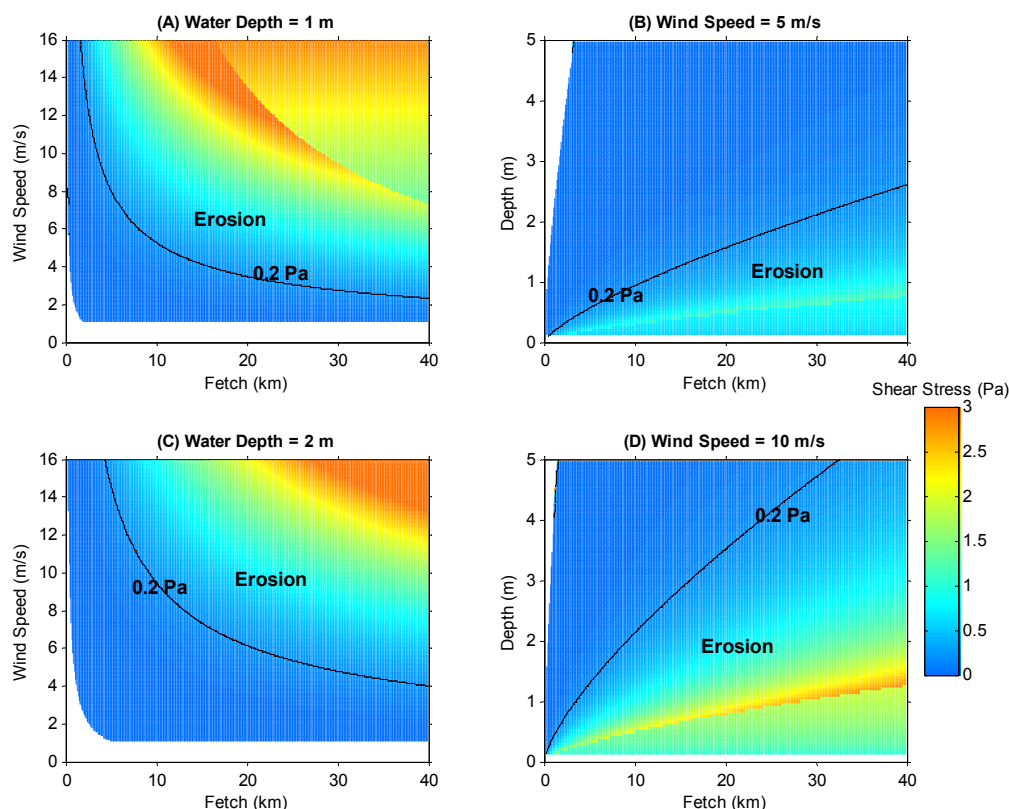 (A) Water Depth = 1 m
16
14
12
10
8
6
4
2
0
Wind Speed (m/s)
Erosion
0.2 Pa
0 10 20 30 40
Fetch (km)
(B) Wind Speed = 5 m/s
5
4
3
2
1
0
Depth (m)
Erosion
0.2 Pa
0 10 20 30 40
Fetch (km)
(C) Water Depth = 2 m
16
14
12
10
8
6
4
2
0
Wind Speed (m/s)
Erosion
0.2 Pa
0 10 20 30 40
Fetch (km)
(D) Wind Speed = 10 m/s
5
4
3
2
1
0
Depth (m)
0.2 Pa
Erosion
0 10 20 30 40
Fetch (km)
Shear Stress (Pa)
3
2.5
2
1.5
1
0.5
0